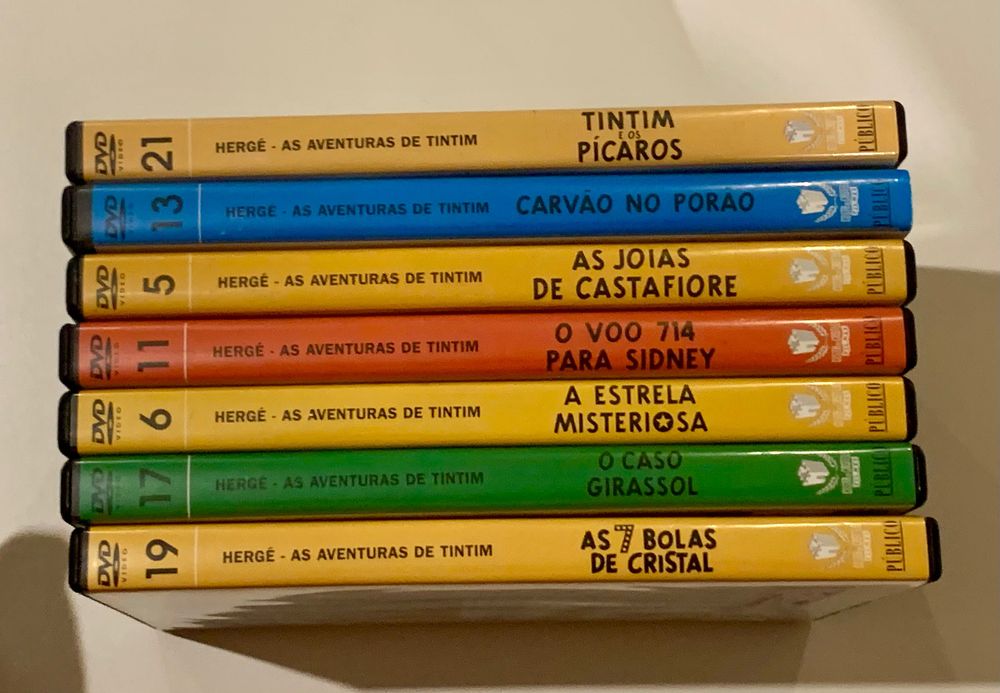 DVD VIDEO 21 HERGÉ - AS AVENTURAS DE TINTIM TINTIM E OS PÍCAROS PÚBLICO
DVD VIDEO 13 HERGÉ - AS AVENTURAS DE TINTIM CARVÃO NO PORÃO PÚBLICO
DVD VIDEO 5 HERGÉ - AS AVENTURAS DE TINTIM AS JOIAS DE CASTAFIORE PÚBLICO
DVD VIDEO 11 HERGÉ - AS AVENTURAS DE TINTIM O VOO 714 PARA SIDNEY PÚBLICO
DVD VIDEO 6 HERGÉ - AS AVENTURAS DE TINTIM A ESTRELA MISTERIOSA PÚBLICO
DVD VIDEO 17 HERGÉ - AS AVENTURAS DE TINTIM O CASO GIRASSOL PÚBLICO
DVD VIDEO 19 HERGÉ - AS AVENTURAS DE TINTIM AS 7 BOLAS DE CRISTAL PÚBLICO